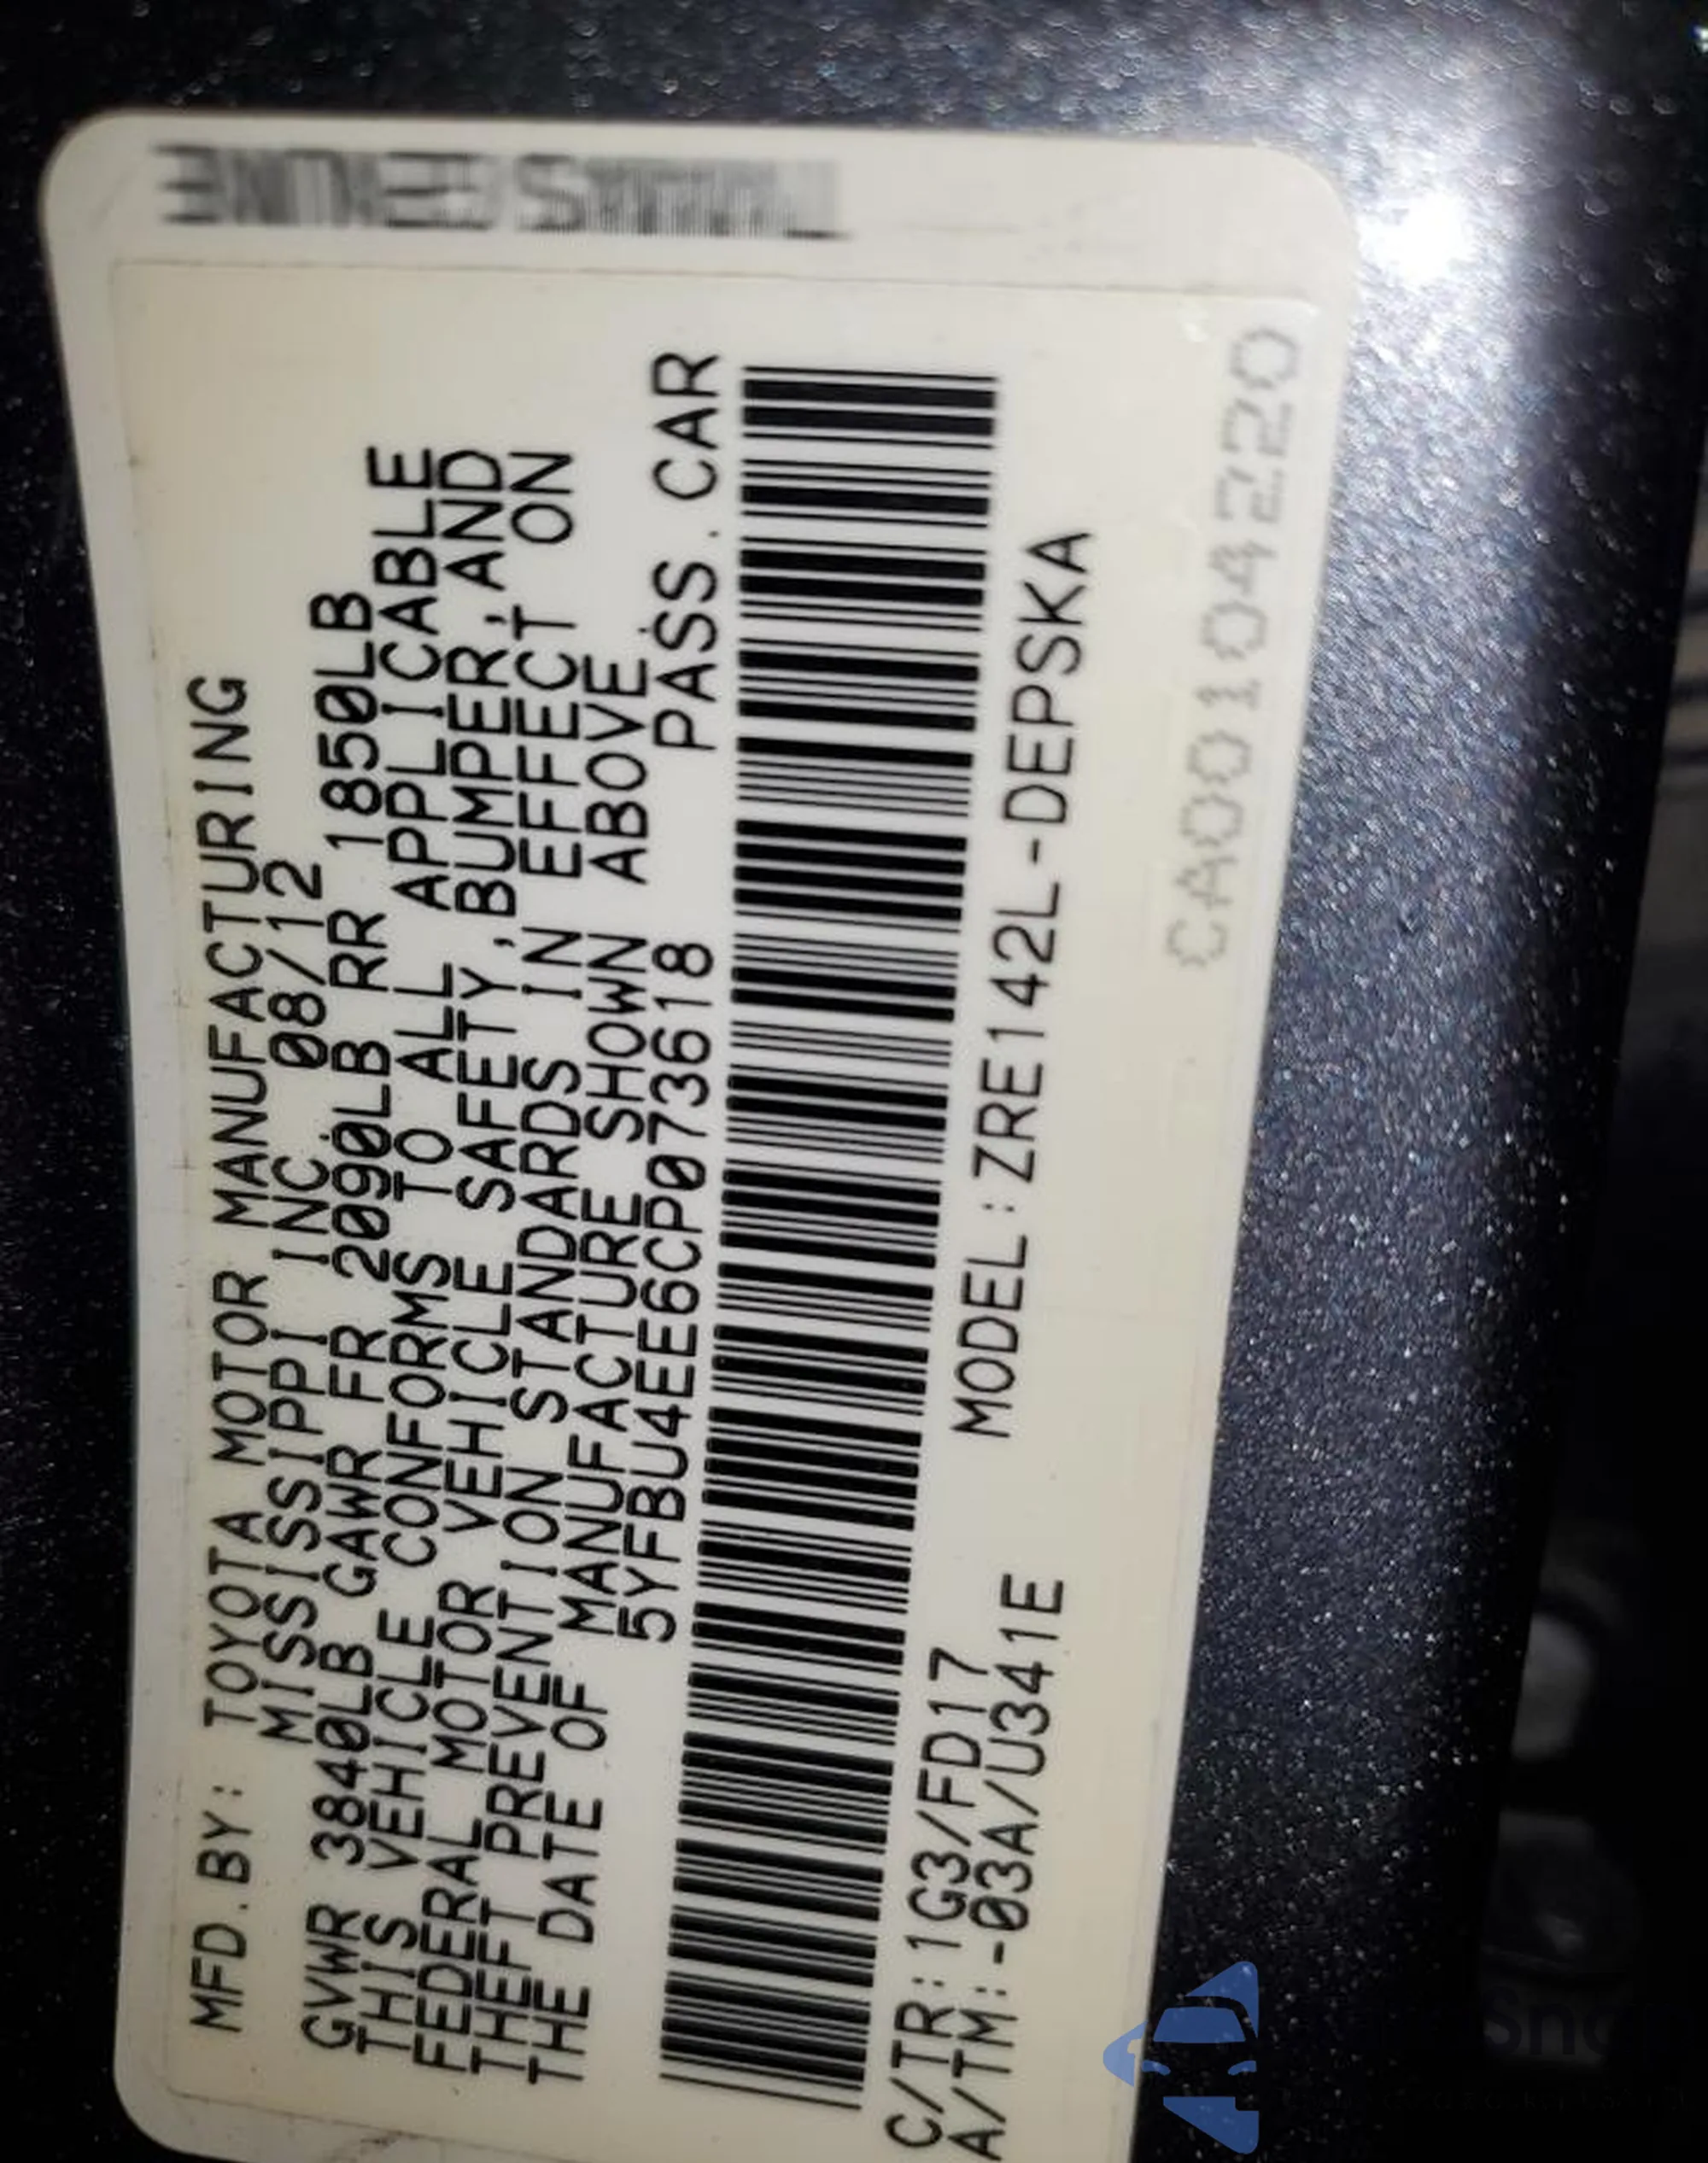 MFD.BY: TOYOTA MOTOR MANUFACTURING
MISSISSIPPI INC. 08/12
GVWR 3840LB GAWR FR 2090LB RR 1850LB
THIS VEHICLE CONFORMS TO ALL APPLICABLE
FEDERAL MOTOR VEHICLE SAFETY, BUMPER, AND
THEFT PREVENTION STANDARDS IN EFFECT ON
THE DATE OF MANUFACTURE SHOWN ABOVE.
5YFBU4EE6CP073618 PASS. CAR
C/TR: 1G3/FD17 MODEL: ZRE142L-DEPSKA
A/TM: -03A/U341E
CA00104220